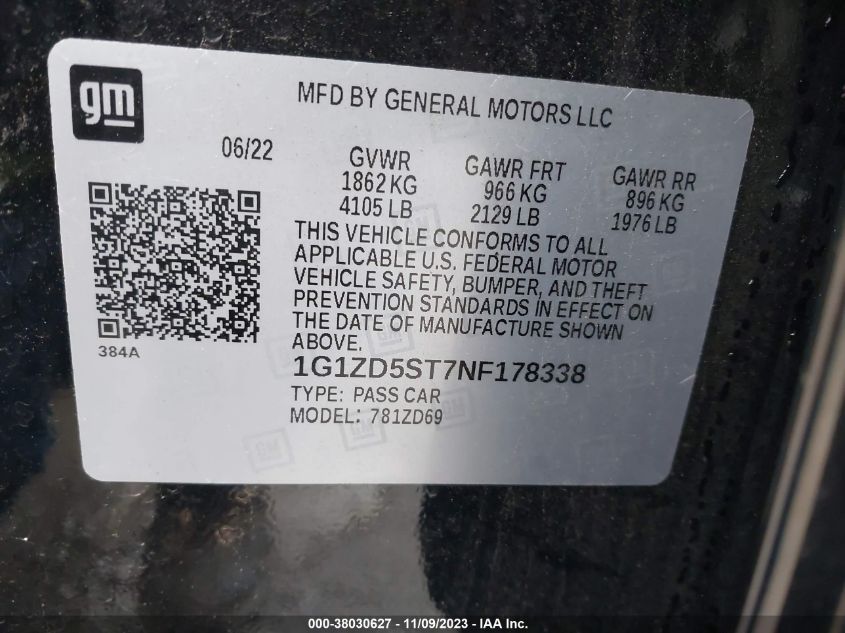 gm
MFD BY GENERAL MOTORS LLC
06/22
GVWR GAWR FRT GAWR RR
1862 KG 966 KG 896 KG
4105 LB 2129 LB 1976 LB
THIS VEHICLE CONFORMS TO ALL
APPLICABLE U.S. FEDERAL MOTOR
VEHICLE SAFETY, BUMPER, AND THEFT
PREVENTION STANDARDS IN EFFECT ON
THE DATE OF MANUFACTURE SHOWN
ABOVE.
384A
1G1ZD5ST7NF178338
TYPE: PASS CAR
MODEL: 781ZD69
000-38030627 - 11/09/2023 - IAA Inc.